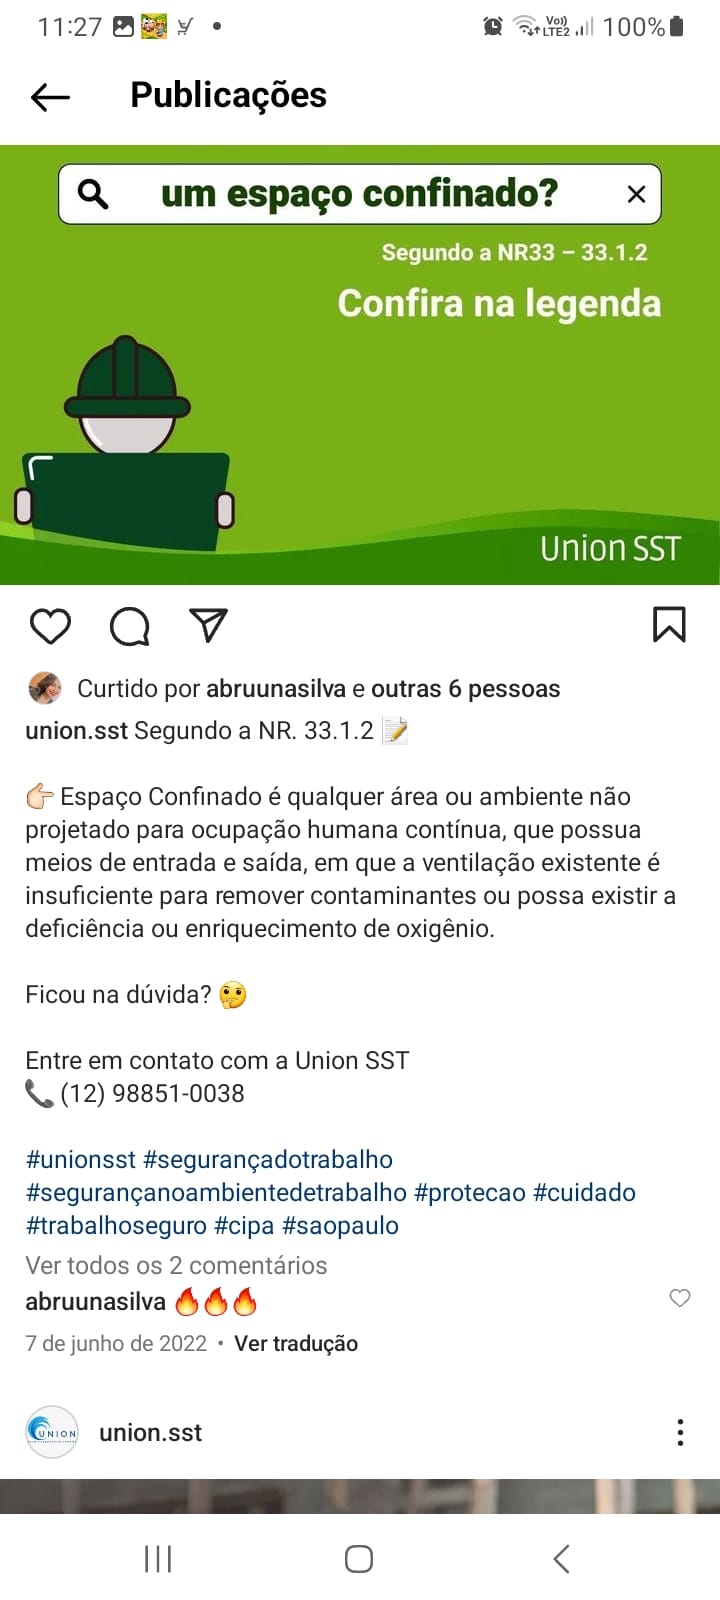 11:27
Vo)) LTE2 100%
Publicações
um espaço confinado?
Segundo a NR33 – 33.1.2
Confira na legenda
Union SST
Curtido por abruunasilva e outras 6 pessoas
union.sst Segundo a NR. 33.1.2 📝
👉 Espaço Confinado é qualquer área ou ambiente não
projetado para ocupação humana contínua, que possua
meios de entrada e saída, em que a ventilação existente é
insuficiente para remover contaminantes ou possa existir a
deficiência ou enriquecimento de oxigênio.
Ficou na dúvida? 🤔
Entre em contato com a Union SST
📞 (12) 98851-0038
#unionsst #segurançadotrabalho
#segurançanoambientedetrabalho #protecao #cuidado
#trabalhoseguro #cipa #saopaulo
Ver todos os 2 comentários
abruunasilva 🔥🔥🔥
7 de junho de 2022 • Ver tradução
UNION
union.sst